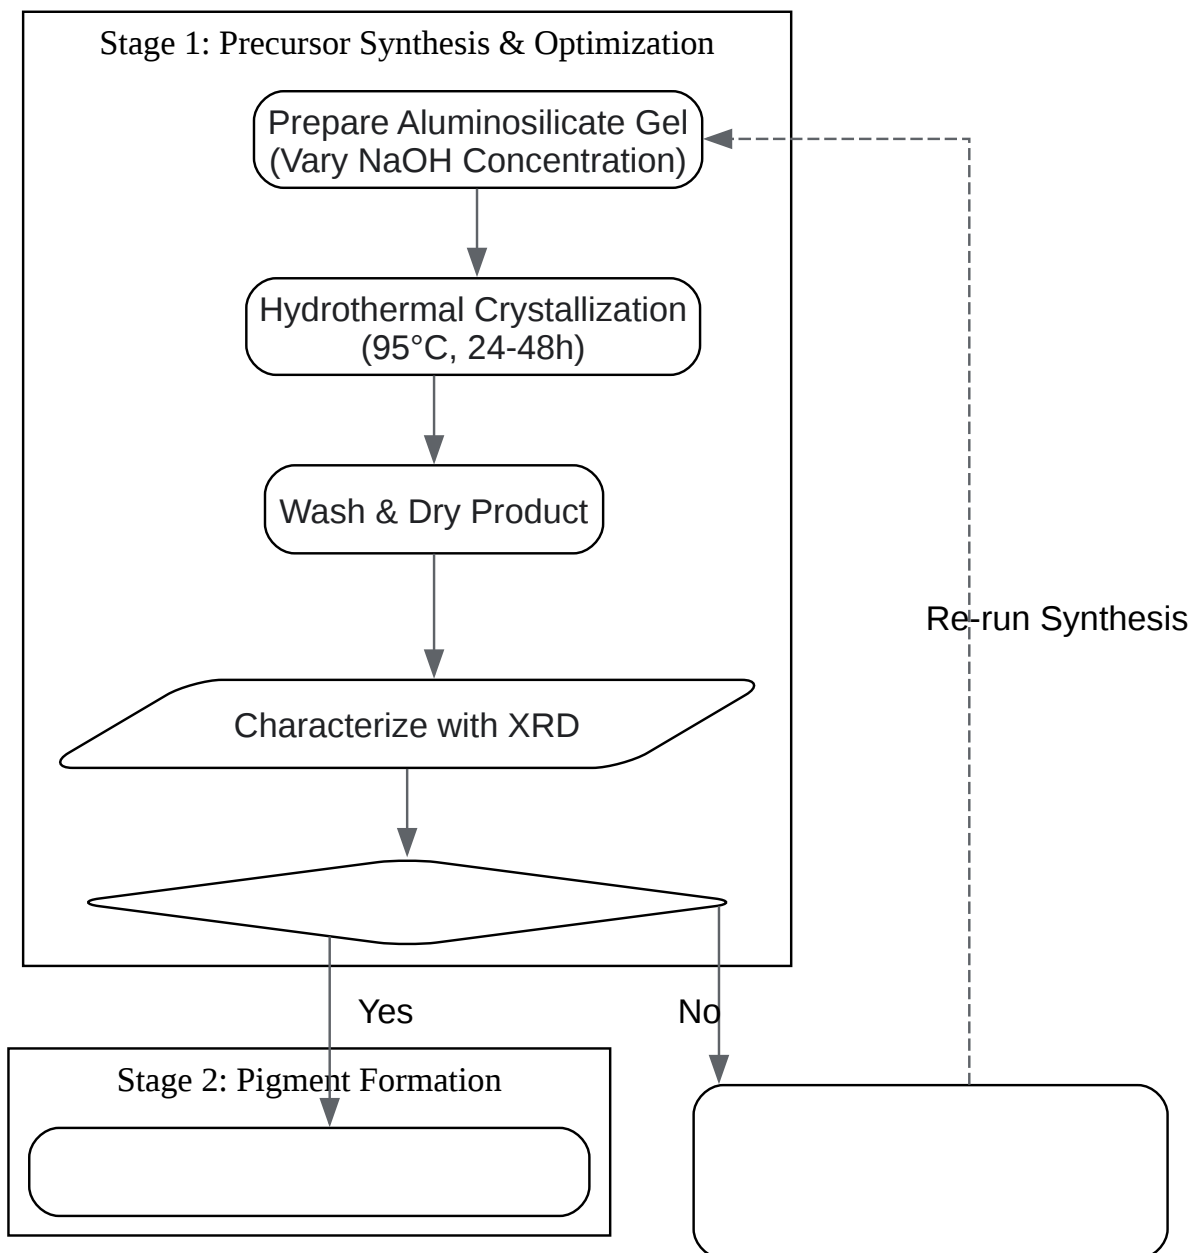 Stage 1: Precursor Synthesis & Optimization
Prepare Aluminosilicate Gel
(Vary NaOH Concentration)
Hydrothermal Crystallization
(95°C, 24-48h)
Wash & Dry Product
Re-run Synthesis
Characterize with XRD
Yes
No
Stage 2: Pigment Formation